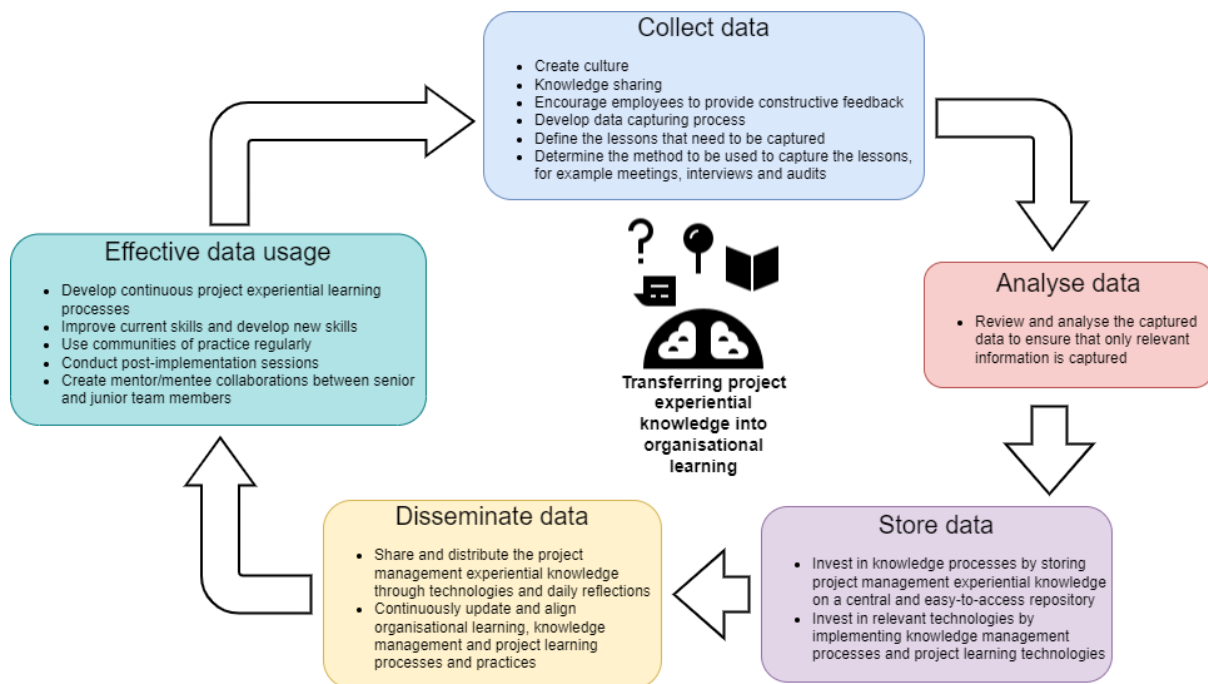 Collect data
• Create culture
• Knowledge sharing
• Encourage employees to provide constructive feedback
• Develop data capturing process
• Define the lessons that need to be captured
• Determine the method to be used to capture the lessons,
for example meetings, interviews and audits
Analyse data
• Review and analyse the captured
data to ensure that only relevant
information is captured
Store data
• Invest in knowledge processes by storing
project management experiential knowledge
on a central and easy-to-access repository
• Invest in relevant technologies by
implementing knowledge management
processes and project learning technologies
Disseminate data
• Share and distribute the project
management experiential knowledge
through technologies and daily reflections
• Continuously update and align
organisational learning, knowledge
management and project learning
processes and practices
Effective data usage
• Develop continuous project experiential learning
processes
• Improve current skills and develop new skills
• Use communities of practice regularly
• Conduct post-implementation sessions
• Create mentor/mentee collaborations between senior
and junior team members
?
Transferring project
experiential
knowledge into
organisational
learning